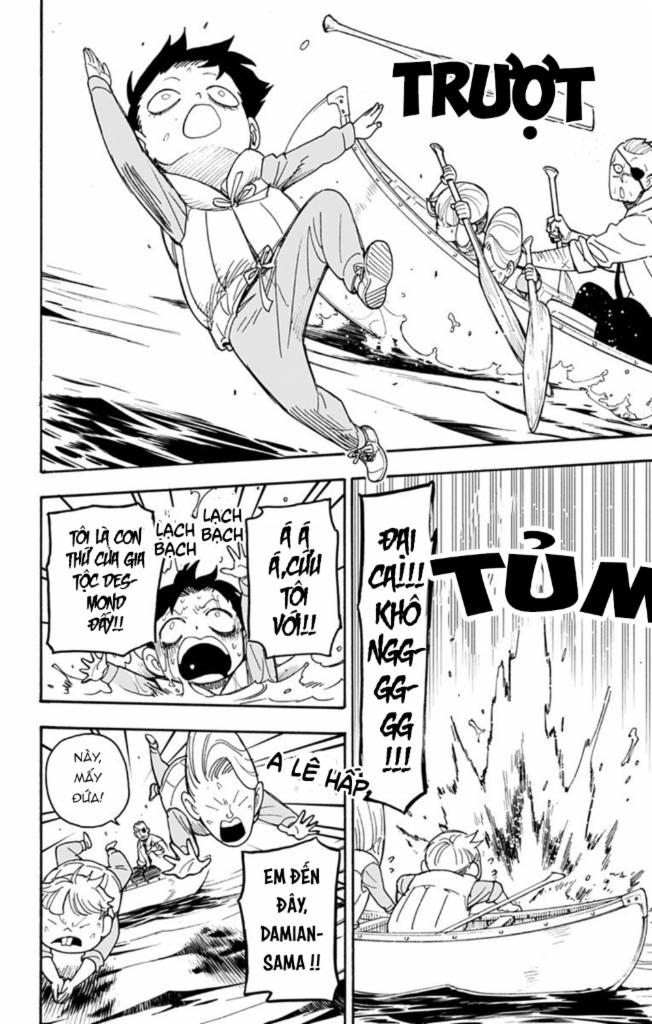 TRƯỢT
TỦM
ĐẠI
CA!!!
KHÔ
NGG-
GG-
GG
!!!
Á Á
Á,CỨU
TÔI
VỚI!!
LẠCH
BẠCH
LẠCH
BẠCH
TÔI LÀ CON
THỨ CỦA GIA
TỘC DES-
MOND
ĐẤY!!
A LÊ HẤP
NÀY,
MẤY
ĐỨA!
EM ĐẾN
ĐÂY,
DAMIAN-
SAMA !!